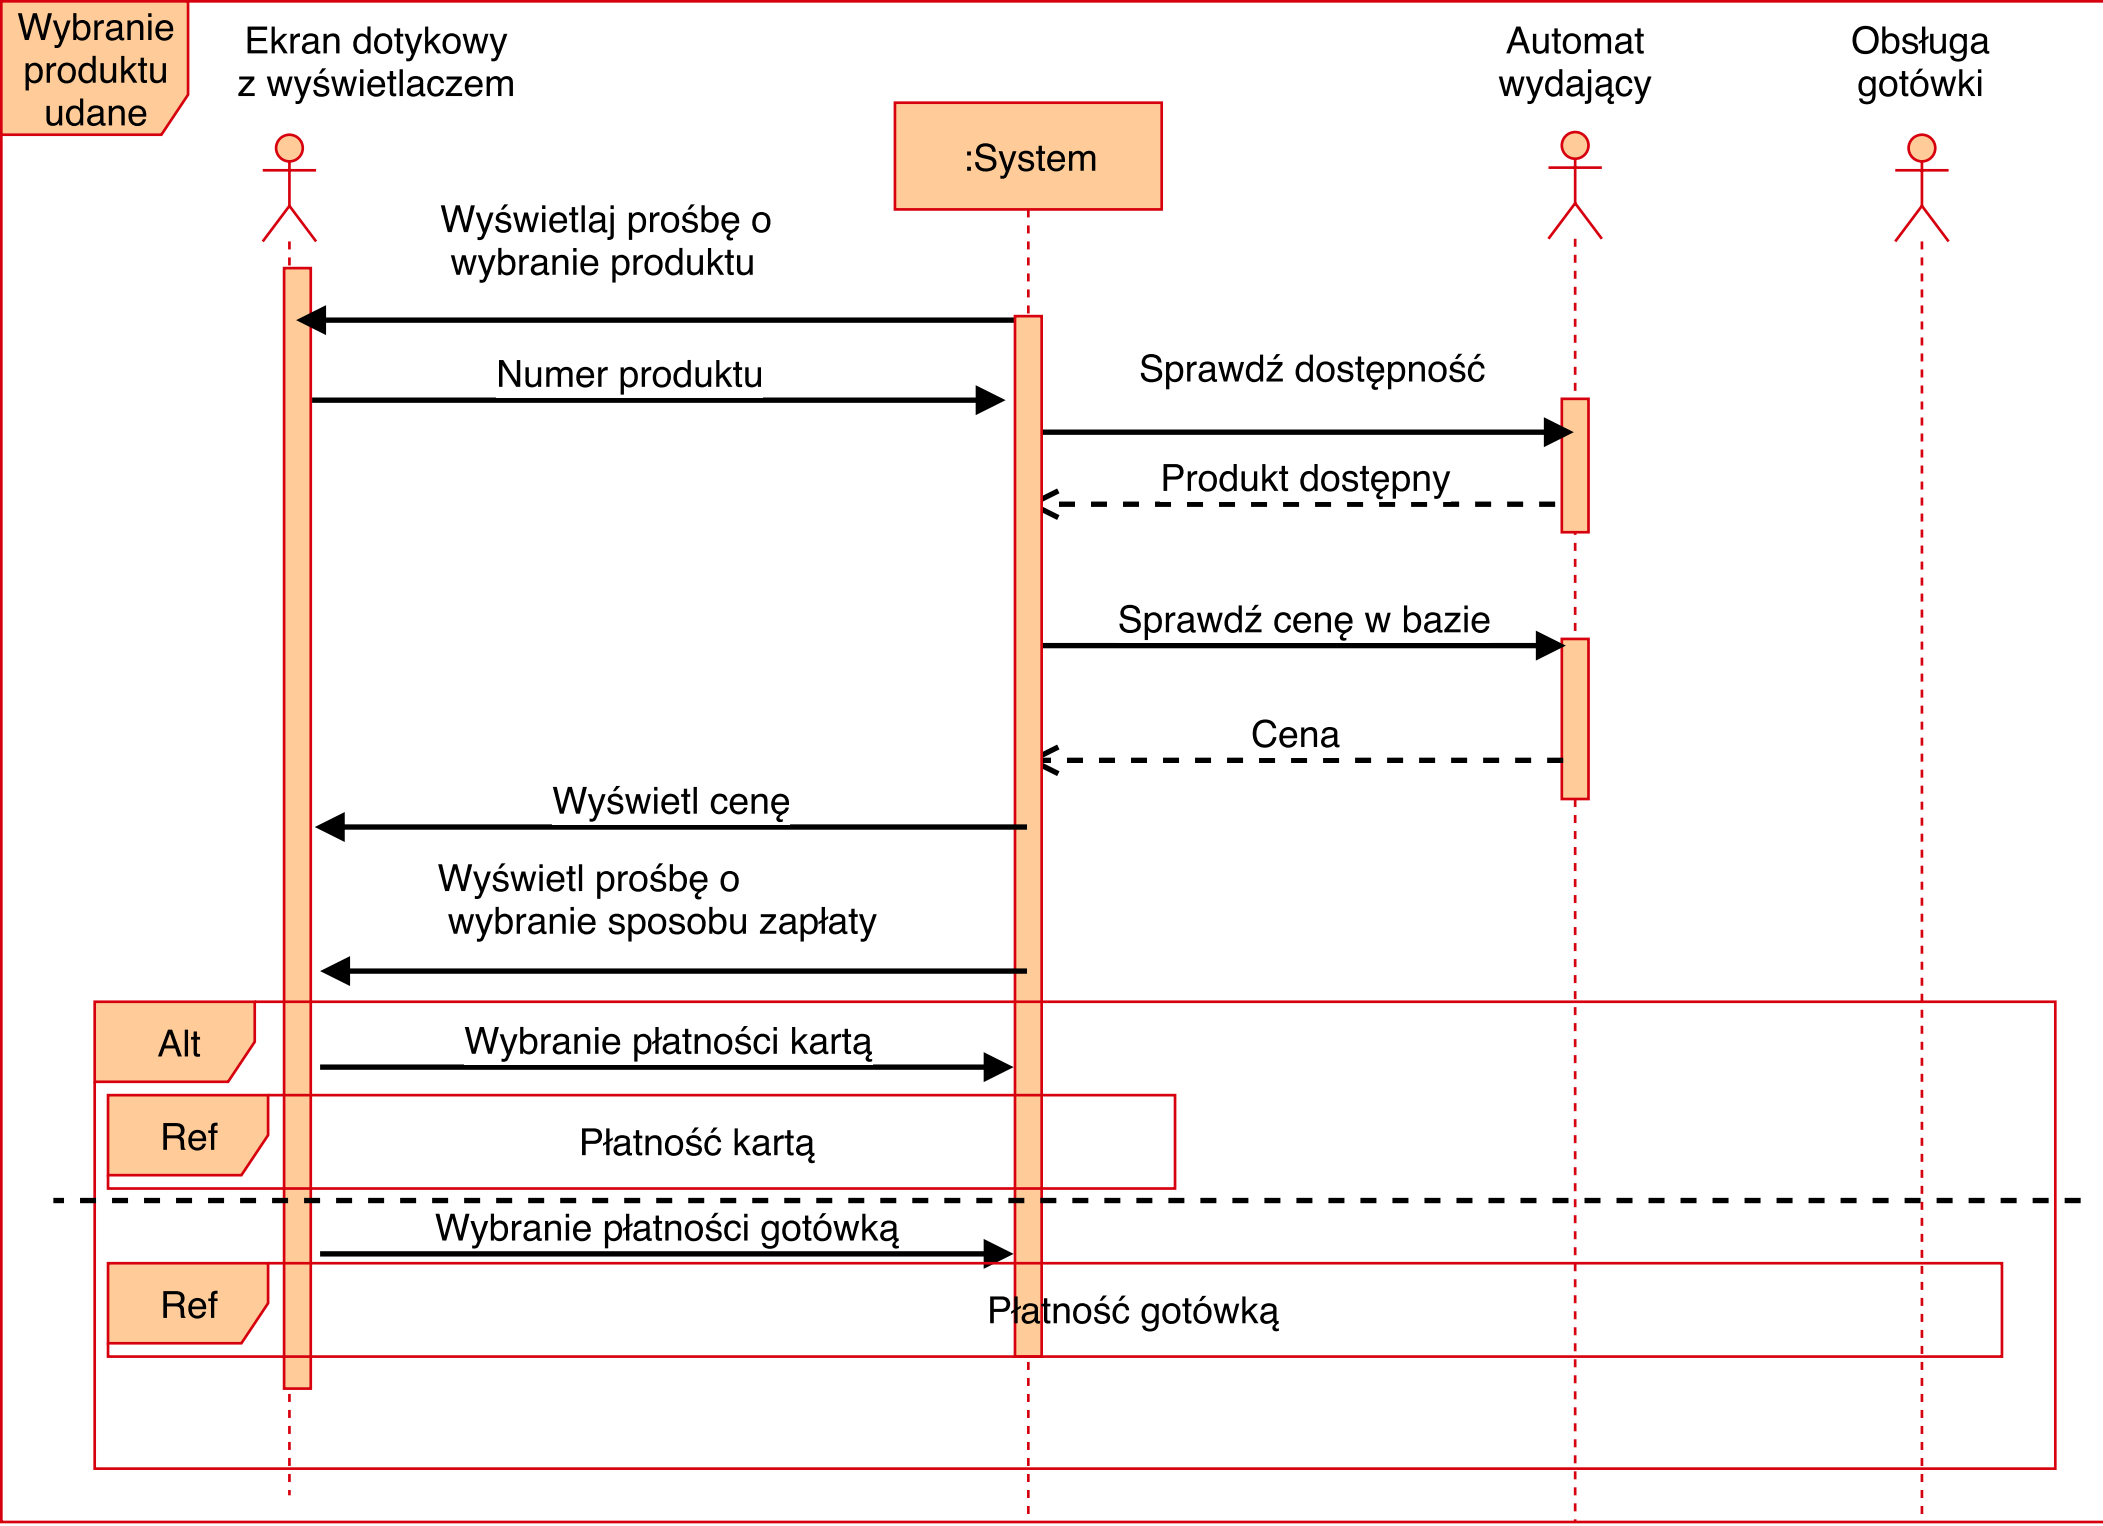 Wybranie
produktu
udane
Ekran dotykowy
z wyświetlaczem
:System
Automat
wydający
Obsługa
gotówki
Wyświetlaj prośbę o
wybranie produktu
Numer produktu
Sprawdź dostępność
Produkt dostępny
Sprawdź cenę w bazie
Cena
Wyświetl cenę
Wyświetl prośbę o
wybranie sposobu zapłaty
Alt
Wybranie płatności kartą
Ref
Płatność kartą
Wybranie płatności gotówką
Ref
Płatność gotówką